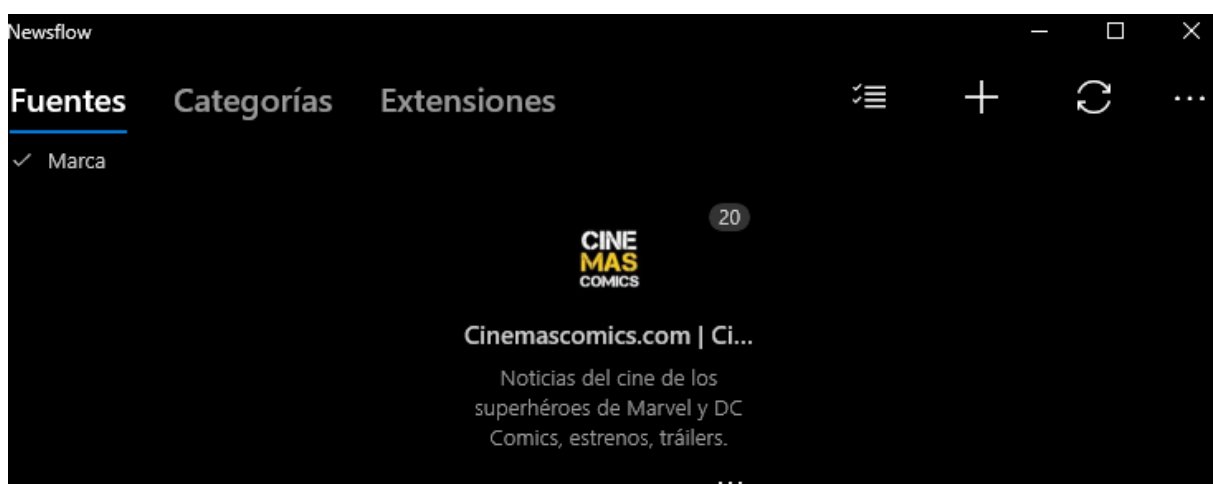 Newsflow
Fuentes Categorías Extensiones
Marca
20
CINE
MAS
COMICS
Cinemascomics.com | Ci...
Noticias del cine de los
superhéroes de Marvel y DC
Comics, estrenos, tráilers.